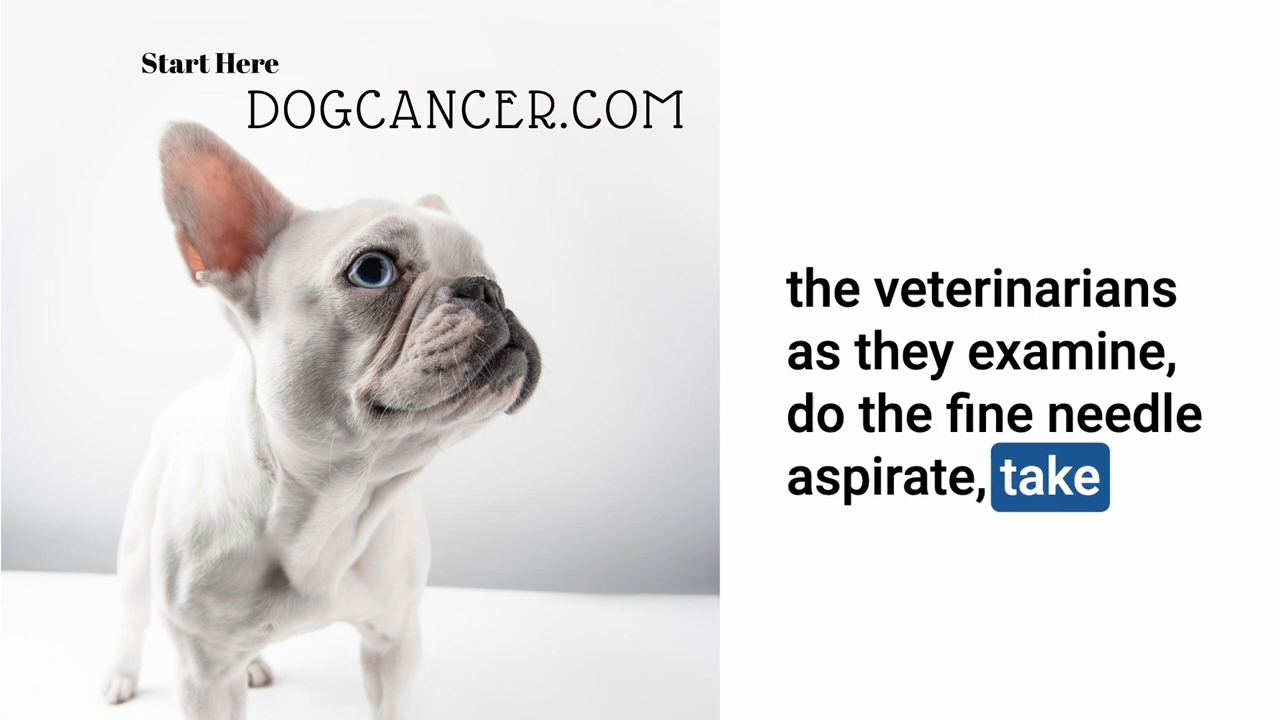 Start Here
DOGCANCER.COM
the veterinarians
as they examine,
do the fine needle
aspirate, take